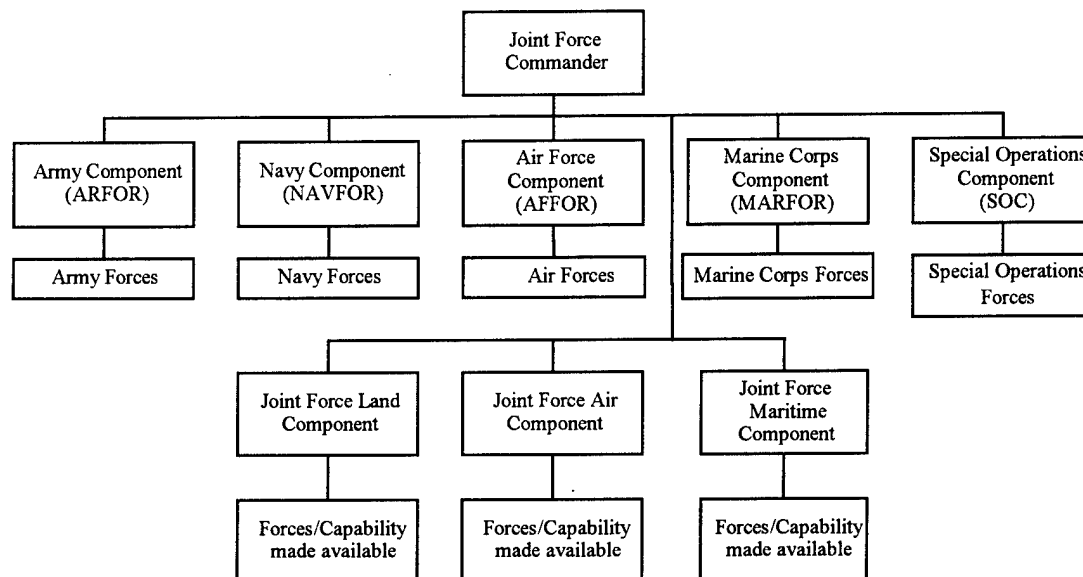 Joint Force
Commander
Army Component
(ARFOR)
Navy Component
(NAVFOR)
Air Force
Component
(AFFOR)
Marine Corps
Component
(MARFOR)
Special Operations
Component
(SOC)
Army Forces
Navy Forces
Air Forces
Marine Corps Forces
Special Operations
Forces
Joint Force Land
Component
Joint Force Air
Component
Joint Force
Maritime
Component
Forces/Capability
made available
Forces/Capability
made available
Forces/Capability
made available